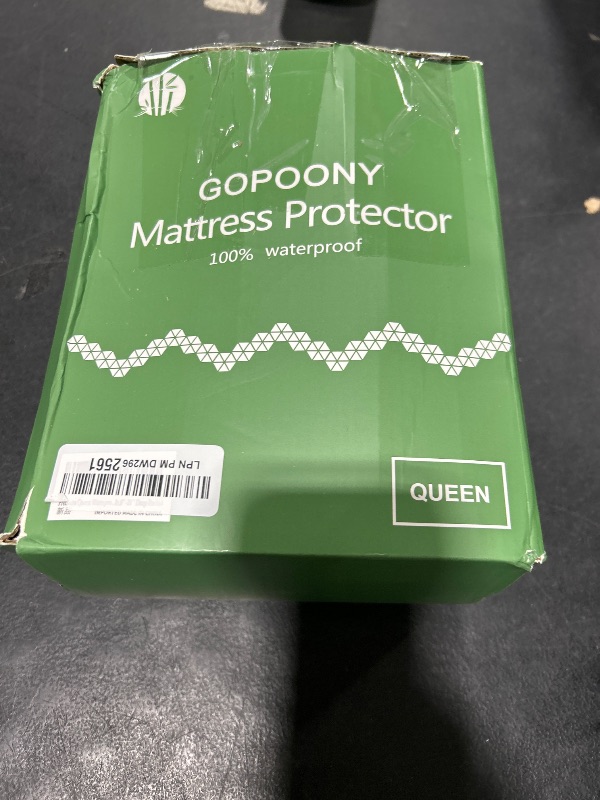 GOPOONY
Mattress Protector
100% waterproof
QUEEN
LPN PM DW296 2561